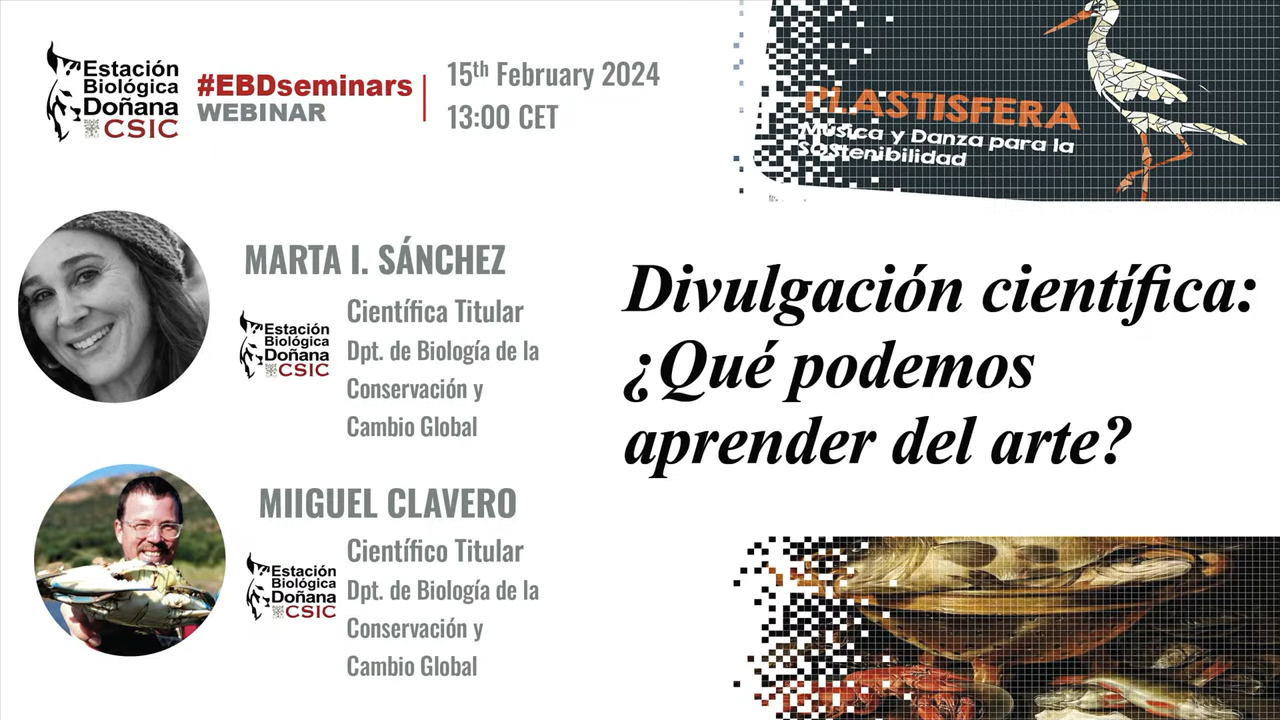 Estación
Biológica
Doñana
CSIC
#EBDseminars
WEBINAR
15th February 2024
13:00 CET
PLASTISFERA
Música y Danza para la
Sostenibilidad
MARTA I. SÁNCHEZ
Estación
Biológica
Doñana
CSIC
Científica Titular
Dpt. de Biología de la
Conservación y
Cambio Global
Divulgación científica:
¿Qué podemos
aprender del arte?
MIIGUEL CLAVERO
Estación
Biológica
Doñana
CSIC
Científico Titular
Dpt. de Biología de la
Conservación y
Cambio Global